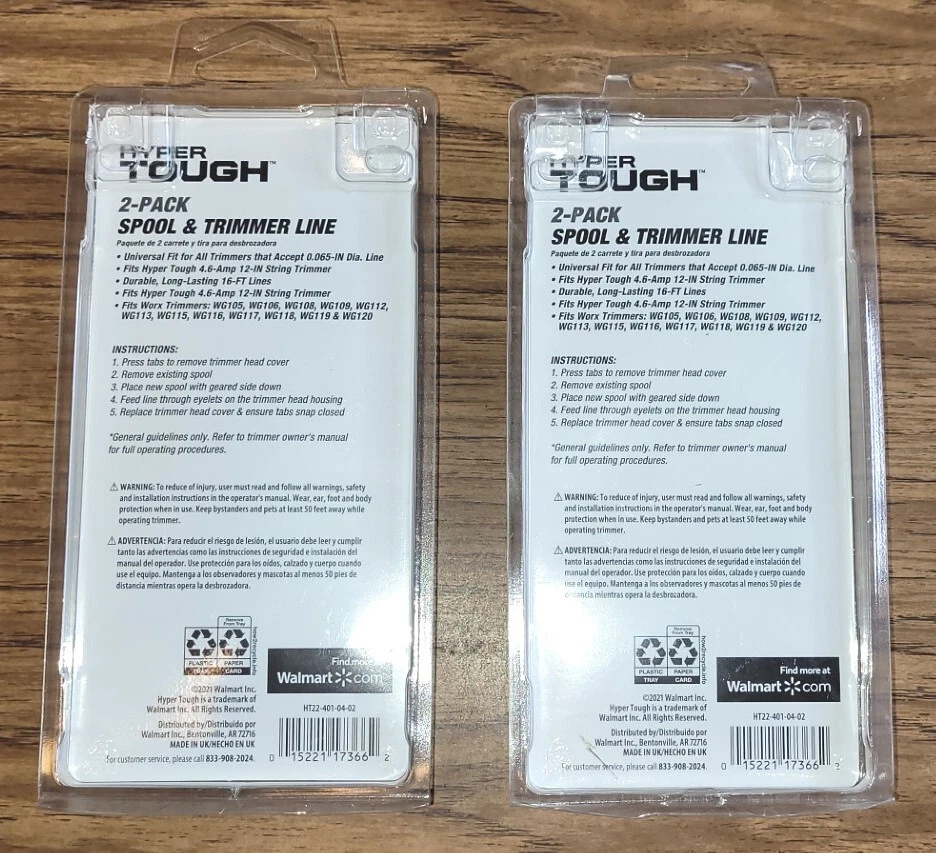 HYPER
TOUGH™
2-PACK
SPOOL & TRIMMER LINE
Paquete de 2 carrete y tira para desbrozadora
• Universal Fit for All Trimmers that Accept 0.065-IN Dia. Line
• Fits Hyper Tough 4.6-Amp 12-IN String Trimmer
• Durable, Long-Lasting 16-FT Lines
• Fits Hyper Tough 4.6-Amp 12-IN String Trimmer
• Fits Worx Trimmers: WG105, WG106, WG108, WG109, WG112,
WG113, WG115, WG116, WG117, WG118, WG119 & WG120
INSTRUCTIONS:
1. Press tabs to remove trimmer head cover
2. Remove existing spool
3. Place new spool with geared side down
4. Feed line through eyelets on the trimmer head housing
5. Replace trimmer head cover & ensure tabs snap closed
*General guidelines only. Refer to trimmer owner's manual
for full operating procedures.
⚠ WARNING: To reduce of injury, user must read and follow all warnings, safety
and installation instructions in the operator's manual. Wear, ear, foot and body
protection when in use. Keep bystanders and pets at least 50 feet away while
operating trimmer.
⚠ ADVERTENCIA: Para reducir el riesgo de lesión, el usuario debe leer y cumplir
tanto las advertencias como las instrucciones de seguridad e instalación del
manual del operador. Use protección para los oídos, calzado y cuerpo cuando
use el equipo. Mantenga a los observadores y mascotas al menos 50 pies de
distancia mientras opera la desbrozadora.
Remove
From Tray
PLASTIC PAPER
TRAY CARD
how2recycle.info
Find more
Walmart com
©2021 Walmart Inc.
Hyper Tough is a trademark of
Walmart Inc. All Rights Reserved.
Distributed by/Distribuido por
Walmart Inc., Bentonville, AR 72716
MADE IN UK/HECHO EN UK
For customer service, please call 833-908-2024.
HT22-401-04-02
0 15221 17366 2
HYPER
TOUGH™
2-PACK
SPOOL & TRIMMER LINE
Paquete de 2 carrete y tira para desbrozadora
• Universal Fit for All Trimmers that Accept 0.065-IN Dia. Line
• Fits Hyper Tough 4.6-Amp 12-IN String Trimmer
• Durable, Long-Lasting 16-FT Lines
• Fits Hyper Tough 4.6-Amp 12-IN String Trimmer
• Fits Worx Trimmers: WG105, WG106, WG108, WG109, WG112,
WG113, WG115, WG116, WG117, WG118, WG119 & WG120
INSTRUCTIONS:
1. Press tabs to remove trimmer head cover
2. Remove existing spool
3. Place new spool with geared side down
4. Feed line through eyelets on the trimmer head housing
5. Replace trimmer head cover & ensure tabs snap closed
*General guidelines only. Refer to trimmer owner's manual
for full operating procedures.
⚠ WARNING: To reduce of injury, user must read and follow all warnings, safety
and installation instructions in the operator's manual. Wear, ear, foot and body
protection when in use. Keep bystanders and pets at least 50 feet away while
operating trimmer.
⚠ ADVERTENCIA: Para reducir el riesgo de lesión, el usuario debe leer y cumplir
tanto las advertencias como las instrucciones de seguridad e instalación del
manual del operador. Use protección para los oídos, calzado y cuerpo cuando
use el equipo. Mantenga a los observadores y mascotas al menos 50 pies de
distancia mientras opera la desbrozadora.
Remove
From Tray
PLASTIC PAPER
TRAY CARD
how2recycle.info
Find more at
Walmart com
©2021 Walmart Inc.
Hyper Tough is a trademark of
Walmart Inc. All Rights Reserved.
Distributed by/Distribuido por
Walmart Inc., Bentonville, AR 72716
MADE IN UK/HECHO EN UK
For customer service, please call 833-908-2024.
HT22-401-04-02
0 15221 17366 2